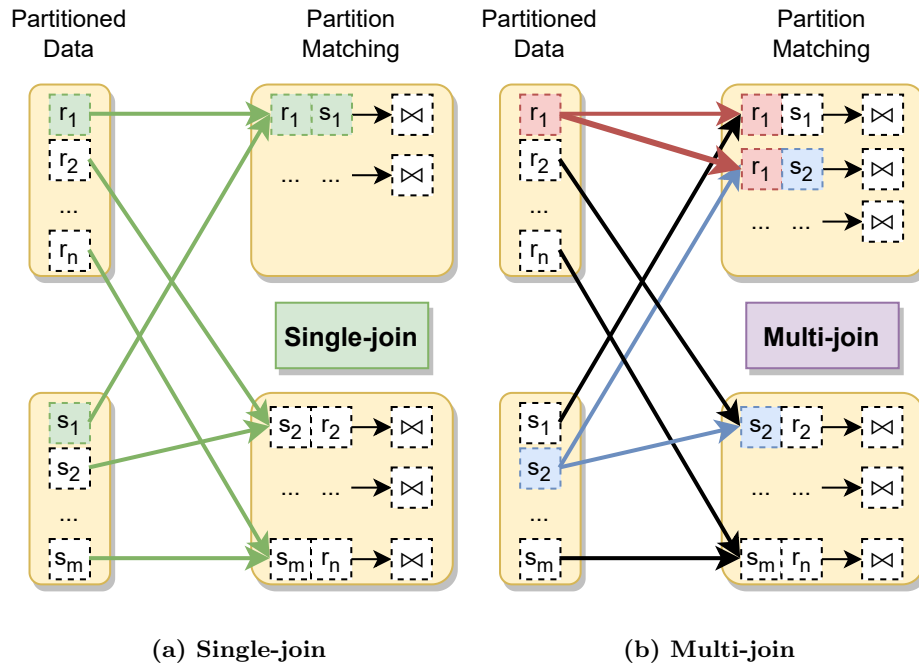 Partitioned
Data
Partition
Matching
r1
r2
...
rn
r1 s1 ⋈
... ... ⋈
Single-join
s1
s2
...
sm
s2 r2 ⋈
... ... ⋈
sm rn ⋈
(a) Single-join
Partitioned
Data
Partition
Matching
r1
r2
...
rn
r1 s1 ⋈
r1 s2 ⋈
... ... ⋈
Multi-join
s1
s2
...
sm
s2 r2 ⋈
... ... ⋈
sm rn ⋈
(b) Multi-join